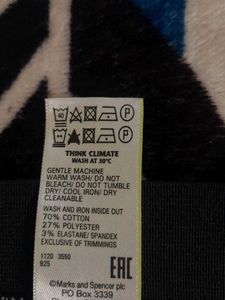 40
P
P
THINK CLIMATE
WASH AT 30°C
GENTLE MACHINE
WARM WASH/ DO NOT
BLEACH/ DO NOT TUMBLE
DRY/ COOL IRON/ DRY
CLEANABLE
WASH AND IRON INSIDE OUT
70% COTTON
27% POLYESTER
3% ELASTANE/ SPANDEX
EXCLUSIVE OF TRIMMINGS
1120 3550
825
EAC
©Marks and Spencer plc
PO Box 3339